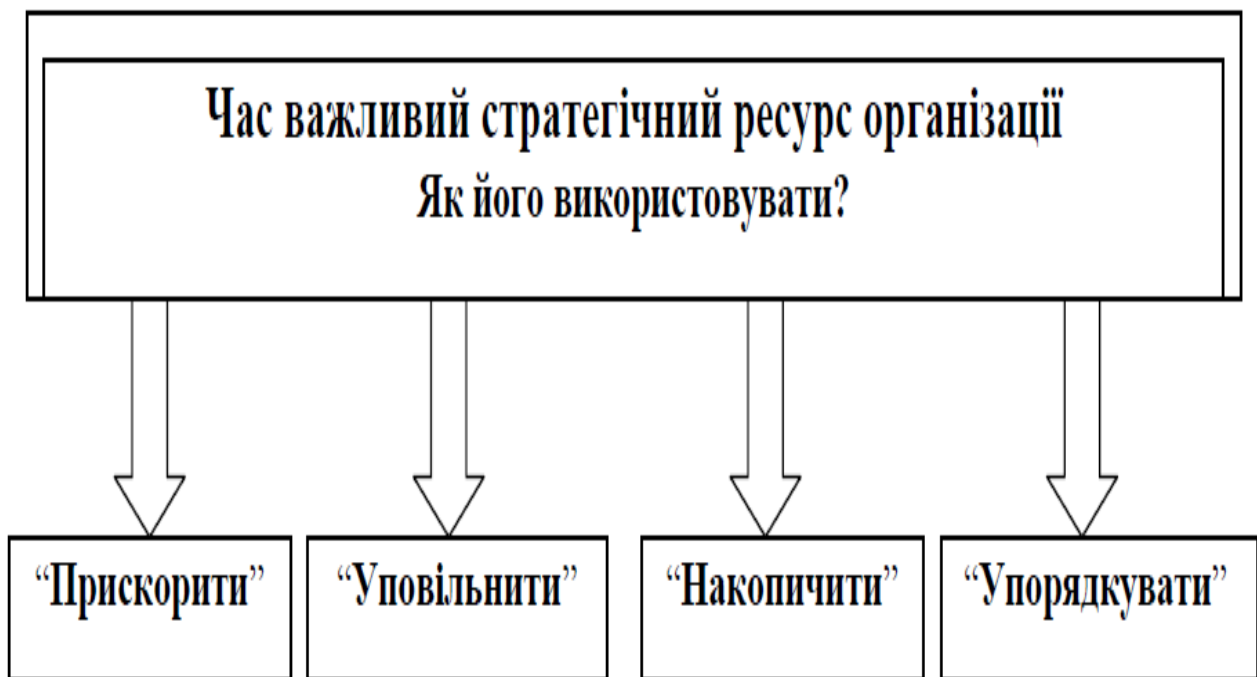 Час важливий стратегічний ресурс організації
Як його використовувати?
“Прискорити”
“Уповільнити”
“Накопичити”
“Упорядкувати”